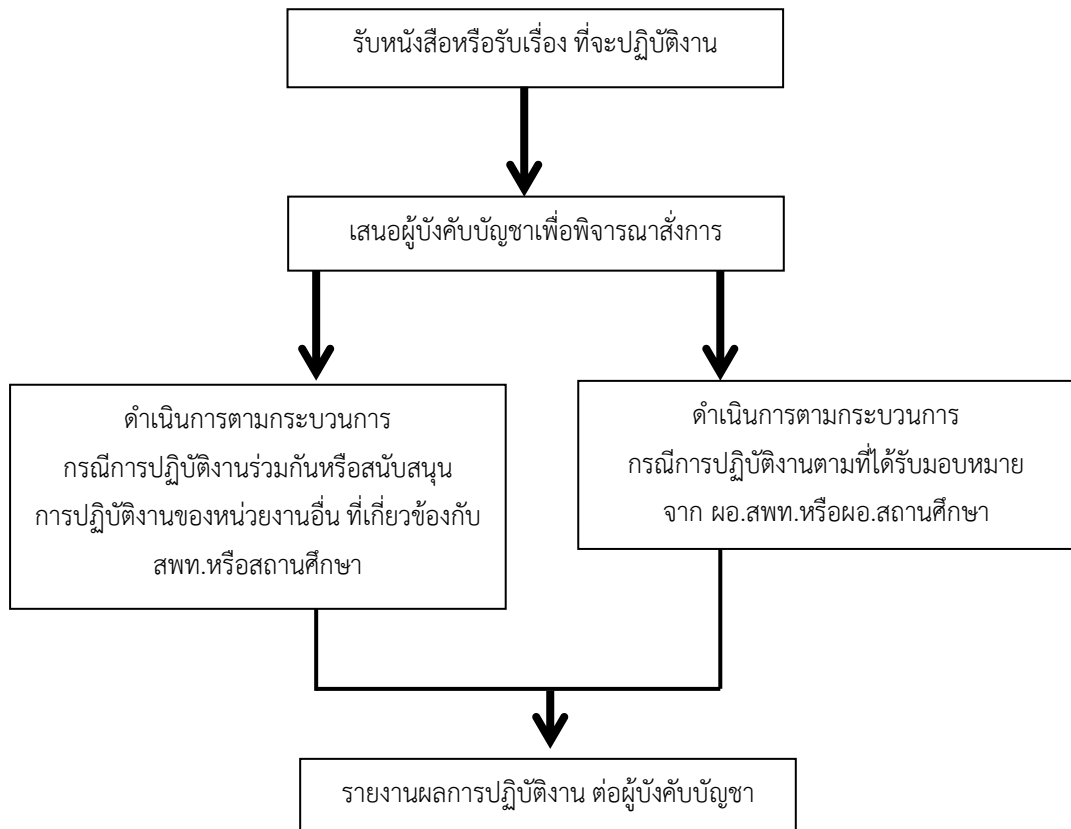 รับหนังสือหรือรับเรื่อง ที่จะปฏิบัติงาน
เสนอผู้บังคับบัญชาเพื่อพิจารณาสั่งการ
ดำเนินการตามกระบวนการ
กรณีการปฏิบัติงานร่วมกันหรือสนับสนุน
การปฏิบัติงานของหน่วยงานอื่น ที่เกี่ยวข้องกับ
สพท.หรือสถานศึกษา
ดำเนินการตามกระบวนการ
กรณีการปฏิบัติงานตามที่ได้รับมอบหมาย
จาก ผอ.สพท.หรือผอ.สถานศึกษา
รายงานผลการปฏิบัติงาน ต่อผู้บังคับบัญชา